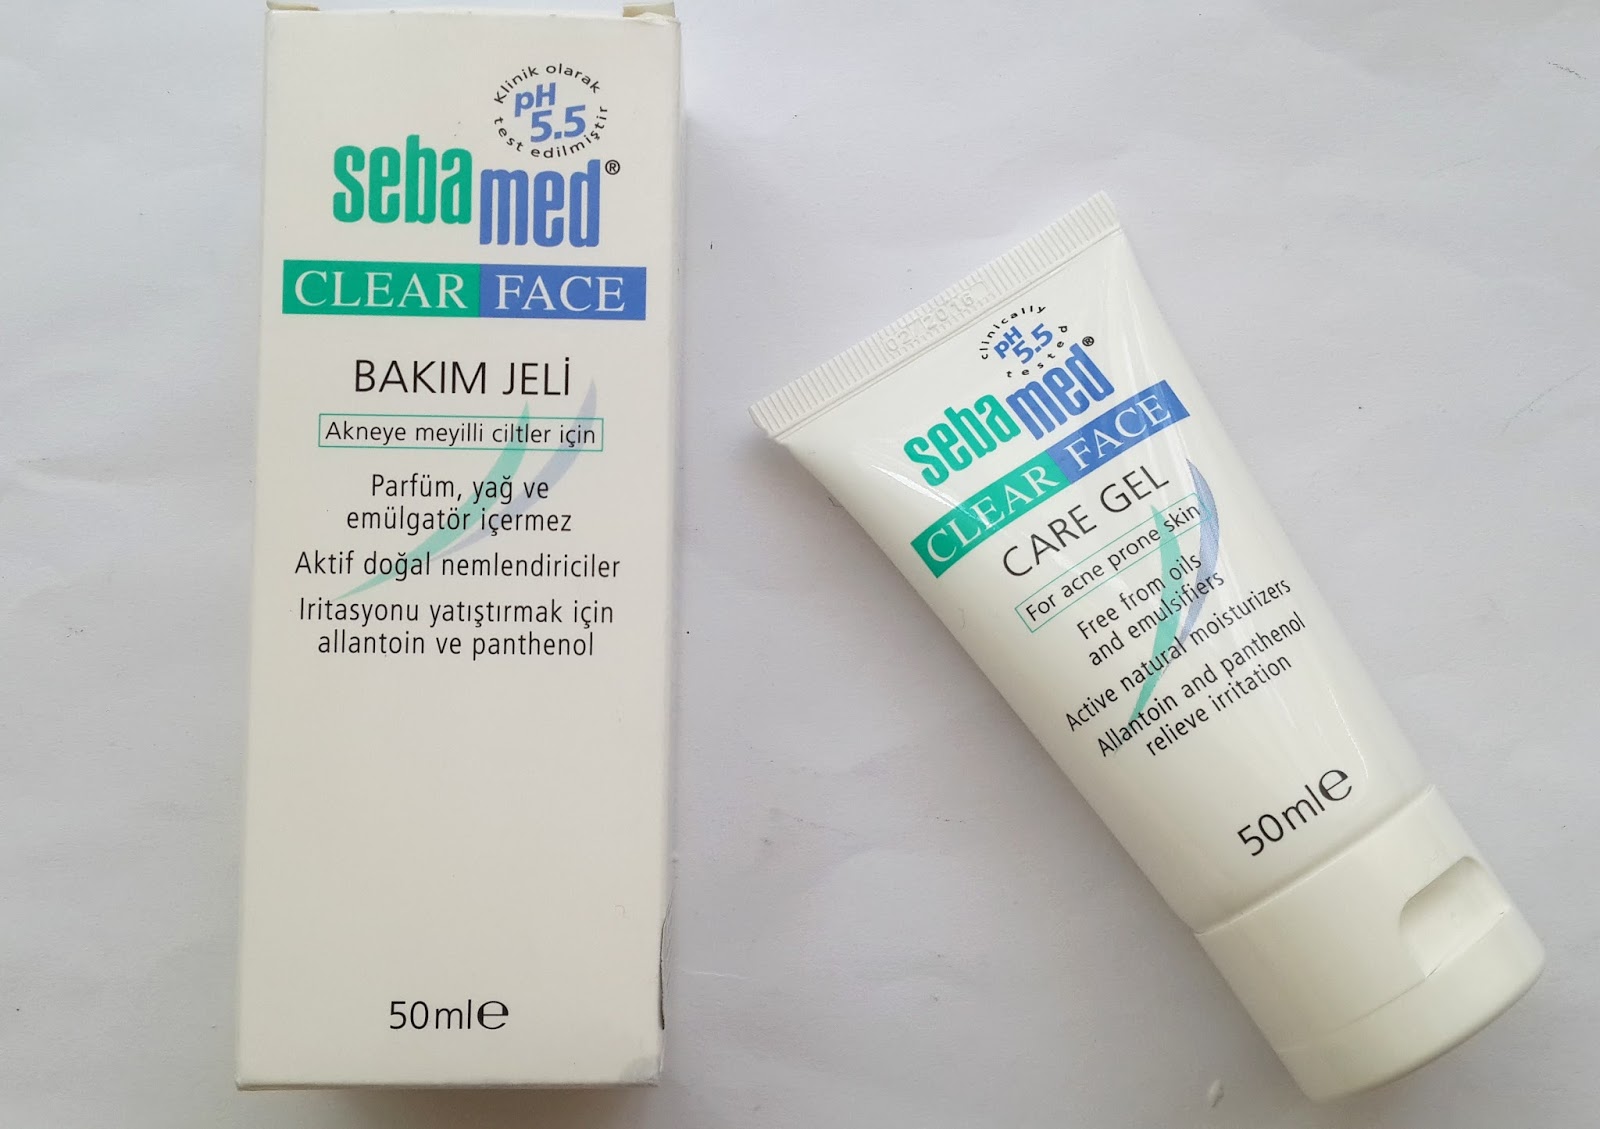 Klinik olarak
pH
5.5
test edilmiştir
sebamed®
CLEAR FACE
BAKIM JELİ
Akneye meyilli ciltler için
Parfüm, yağ ve
emülgatör içermez
Aktif doğal nemlendiriciler
Iritasyonu yatıştırmak için
allantoin ve panthenol
50ml℮
02/2016
clinically
pH
5.5
tested
sebamed®
CLEAR FACE
CARE GEL
For acne prone skin
Free from oils
and emulsifiers
Active natural moisturizers
Allantoin and panthenol
relieve irritation
50ml℮